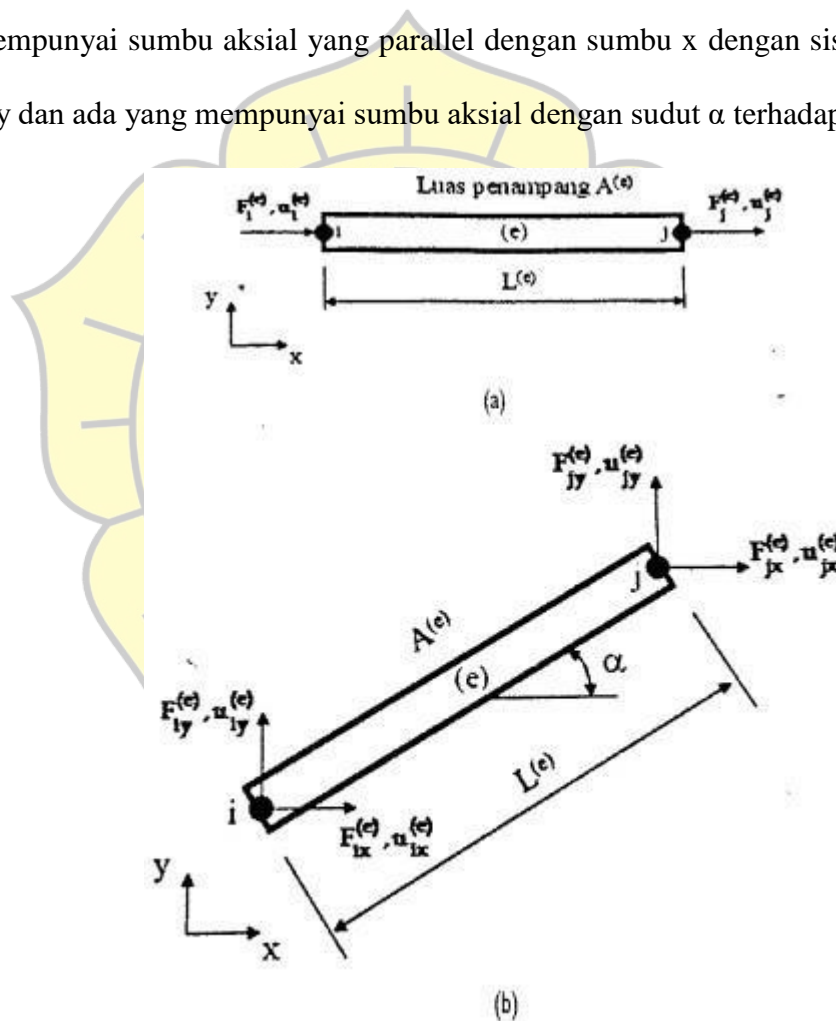 empunyai sumbu aksial yang parallel dengan sumbu x dengan sis
y dan ada yang mempunyai sumbu aksial dengan sudut α terhadap
Luas penampang A(e)
F_i^(e), u_i^(e)
F_j^(e), u_j^(e)
i
(e)
j
L(e)
y
x
(a)
F_jy^(e), u_jy^(e)
F_jx^(e), u_jx^(e)
j
A(e)
(e)
α
F_iy^(e), u_iy^(e)
L(e)
i
F_ix^(e), u_ix^(e)
y
x
(b)